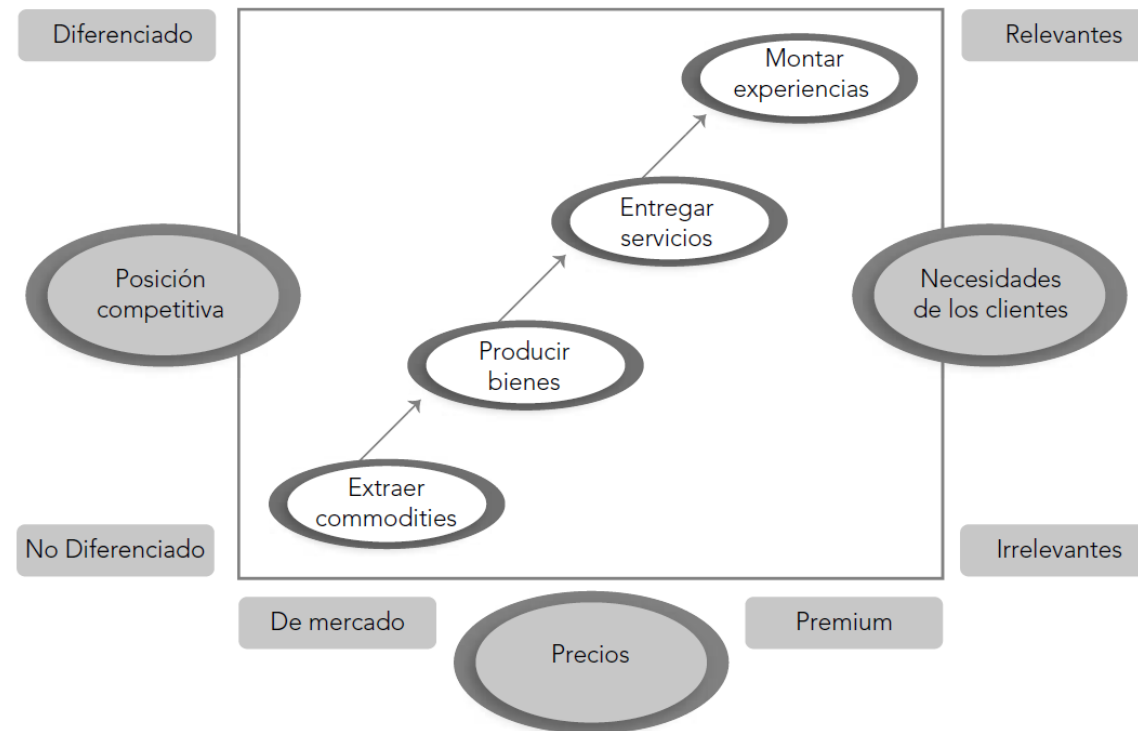 Diferenciado
Montar
experiencias
Relevantes
Entregar
servicios
Posición
competitiva
Necesidades
de los clientes
Producir
bienes
Extraer
commodities
No Diferenciado
Irrelevantes
De mercado
Precios
Premium